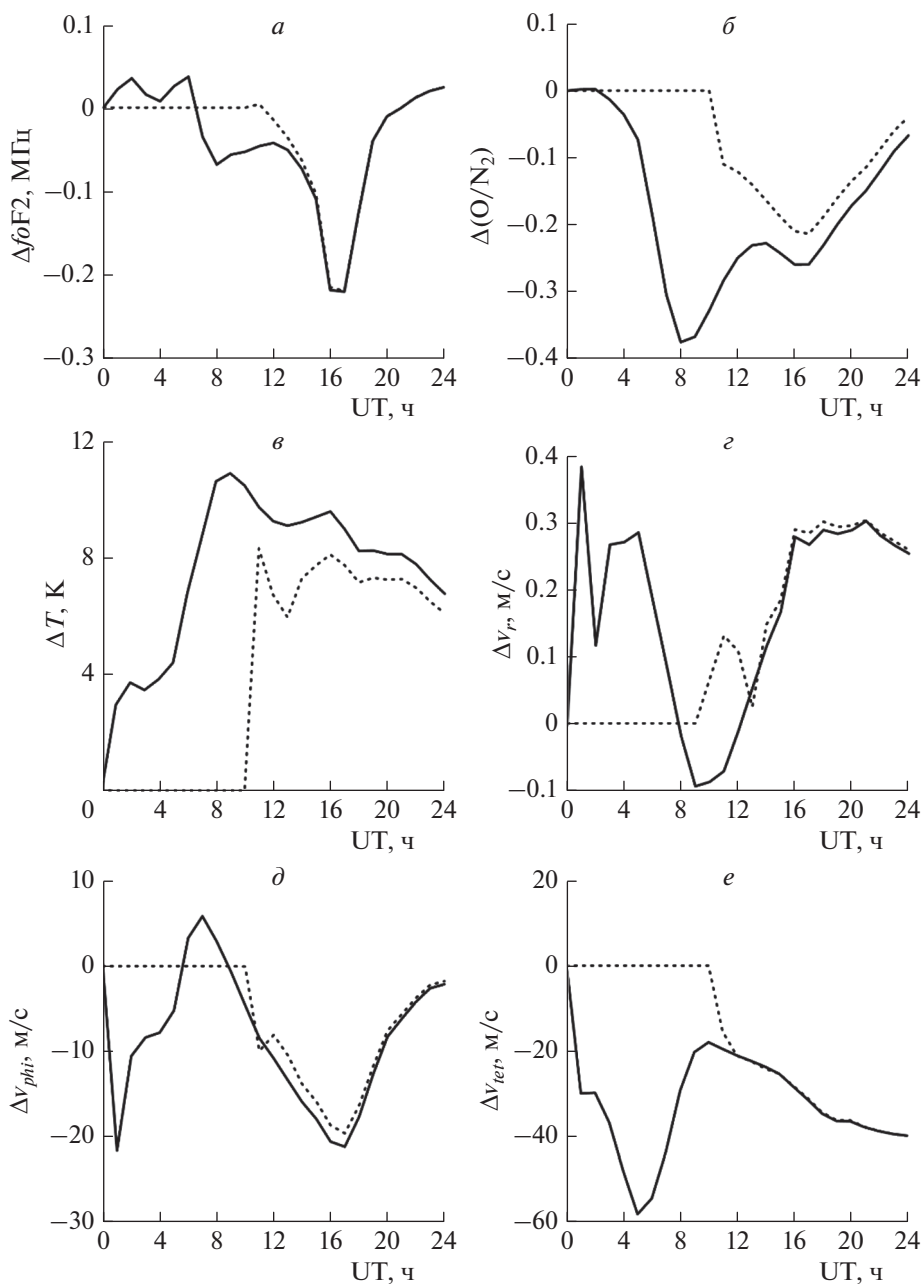 а
0.1
0
−0.1
−0.2
−0.3
ΔfoF2, МГц
0 4 8 12 16 20 24
UT, ч
б
0.1
0
−0.1
−0.2
−0.3
−0.4
Δ(O/N₂)
0 4 8 12 16 20 24
UT, ч
в
12
8
4
ΔT, K
0 4 8 12 16 20 24
UT, ч
г
0.4
0.3
0.2
0.1
0
−0.1
Δvᵣ, м/с
0 4 8 12 16 20 24
UT, ч
д
10
0
−10
−20
−30
Δv_phi, м/с
0 4 8 12 16 20 24
UT, ч
е
20
0
−20
−40
−60
Δv_tet, м/с
0 4 8 12 16 20 24
UT, ч